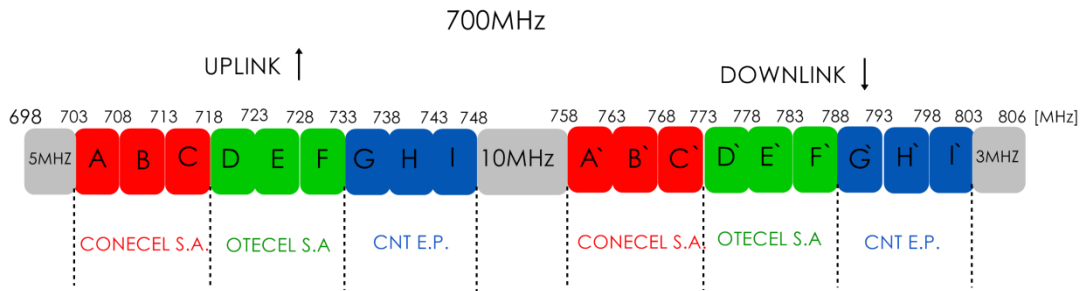 700MHz
UPLINK ↑ DOWNLINK ↓
698 703 708 713 718 723 728 733 738 743 748 758 763 768 773 778 783 788 793 798 803 806 [MHz]
5MHZ A B C D E F G H I 10MHz A` B` C` D` E` F` G` H` I` 3MHZ
CONECEL S.A. OTECEL S.A CNT E.P. CONECEL S.A. OTECEL S.A CNT E.P.